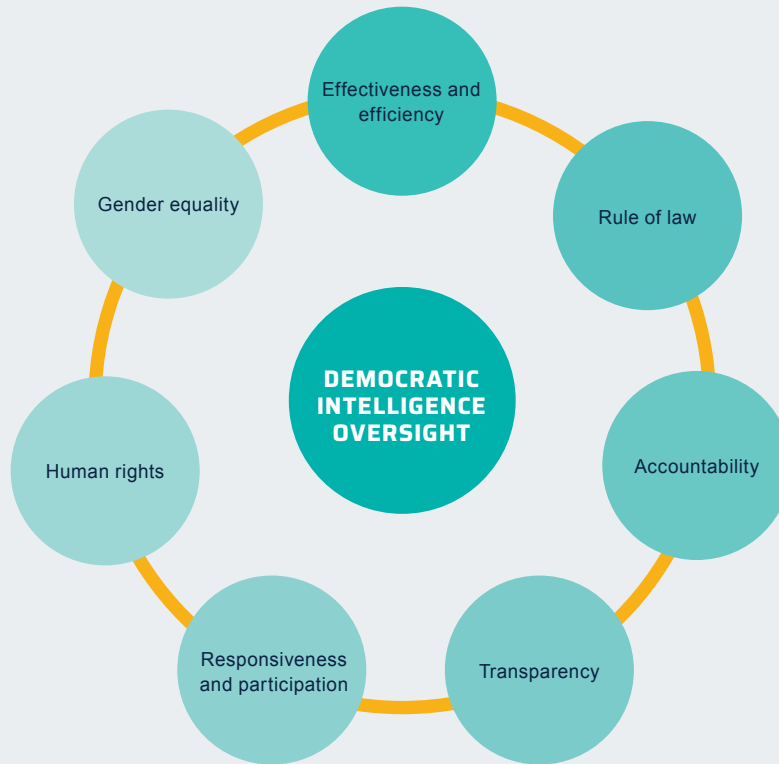 Effectiveness and
efficiency
Gender equality
Rule of law
DEMOCRATIC
INTELLIGENCE
OVERSIGHT
Human rights
Accountability
Responsiveness
and participation
Transparency